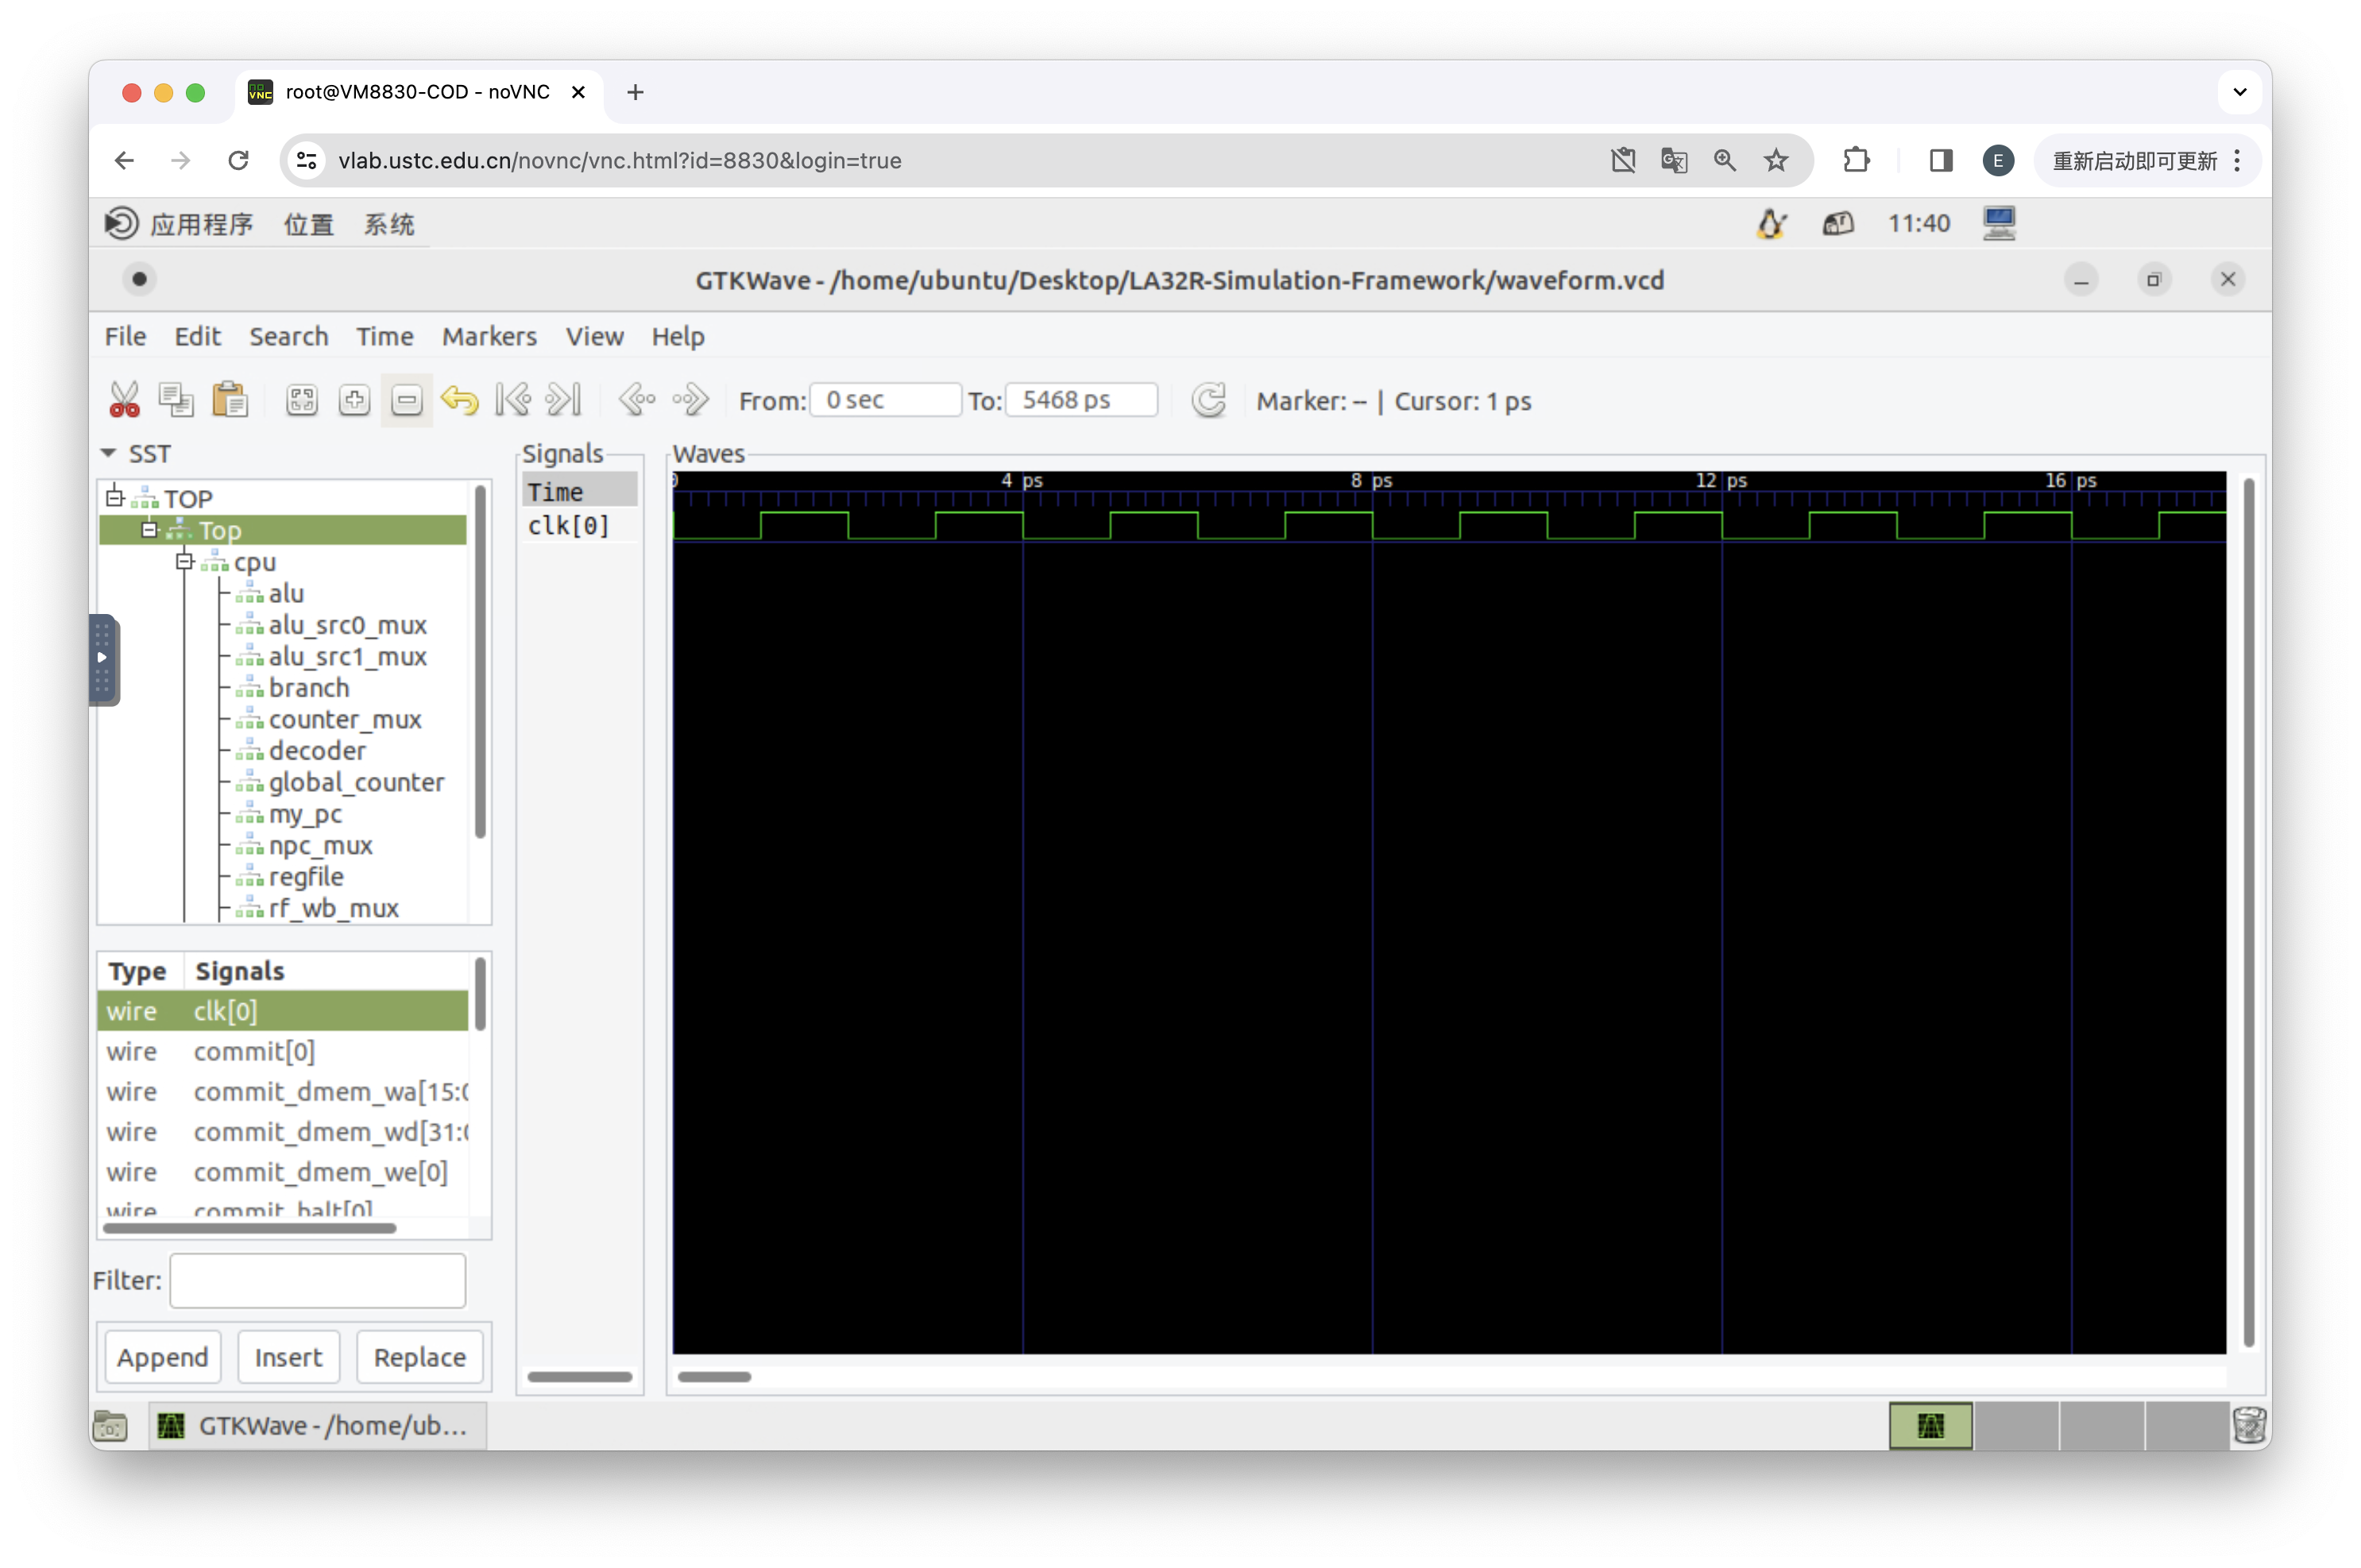 root@VM8830-COD - noVNC
vlab.ustc.edu.cn/novnc/vnc.html?id=8830&login=true
E
重新启动即可更新
应用程序 位置 系统
11:40
GTKWave - /home/ubuntu/Desktop/LA32R-Simulation-Framework/waveform.vcd
File Edit Search Time Markers View Help
From: 0 sec To: 5468 ps Marker: -- | Cursor: 1 ps
SST
TOP
Top
cpu
alu
alu_src0_mux
alu_src1_mux
branch
counter_mux
decoder
global_counter
my_pc
npc_mux
regfile
rf_wb_mux
Type Signals
wire clk[0]
wire commit[0]
wire commit_dmem_wa[15:0
wire commit_dmem_wd[31:0
wire commit_dmem_we[0]
wire commit_halt[0]
Filter:
Append Insert Replace
Signals
Time
clk[0]
Waves
0 4 ps 8 ps 12 ps 16 ps
GTKWave - /home/ub...